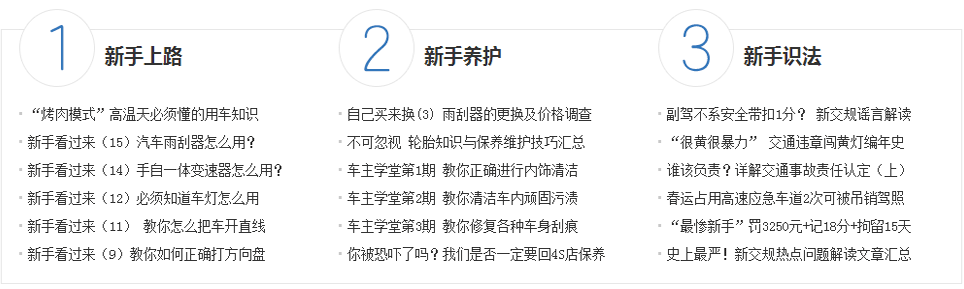 1 新手上路
“烤肉模式”高温天必须懂的用车知识
新手看过来（15）汽车雨刮器怎么用？
新手看过来（14）手自一体变速器怎么用？
新手看过来（12）必须知道车灯怎么用
新手看过来（11） 教你怎么把车开直线
新手看过来（9）教你如何正确打方向盘
2 新手养护
自己买来换(3) 雨刮器的更换及价格调查
不可忽视 轮胎知识与保养维护技巧汇总
车主学堂第1期 教你正确进行内饰清洁
车主学堂第2期 教你清洁车内顽固污渍
车主学堂第3期 教你修复各种车身刮痕
你被恐吓了吗？我们是否一定要回4S店保养
3 新手识法
副驾不系安全带扣1分？ 新交规谣言解读
“很黄很暴力” 交通违章闯黄灯编年史
谁该负责？详解交通事故责任认定（上）
春运占用高速应急车道2次可被吊销驾照
“最惨新手”罚3250元+记18分+拘留15天
史上最严！新交规热点问题解读文章汇总